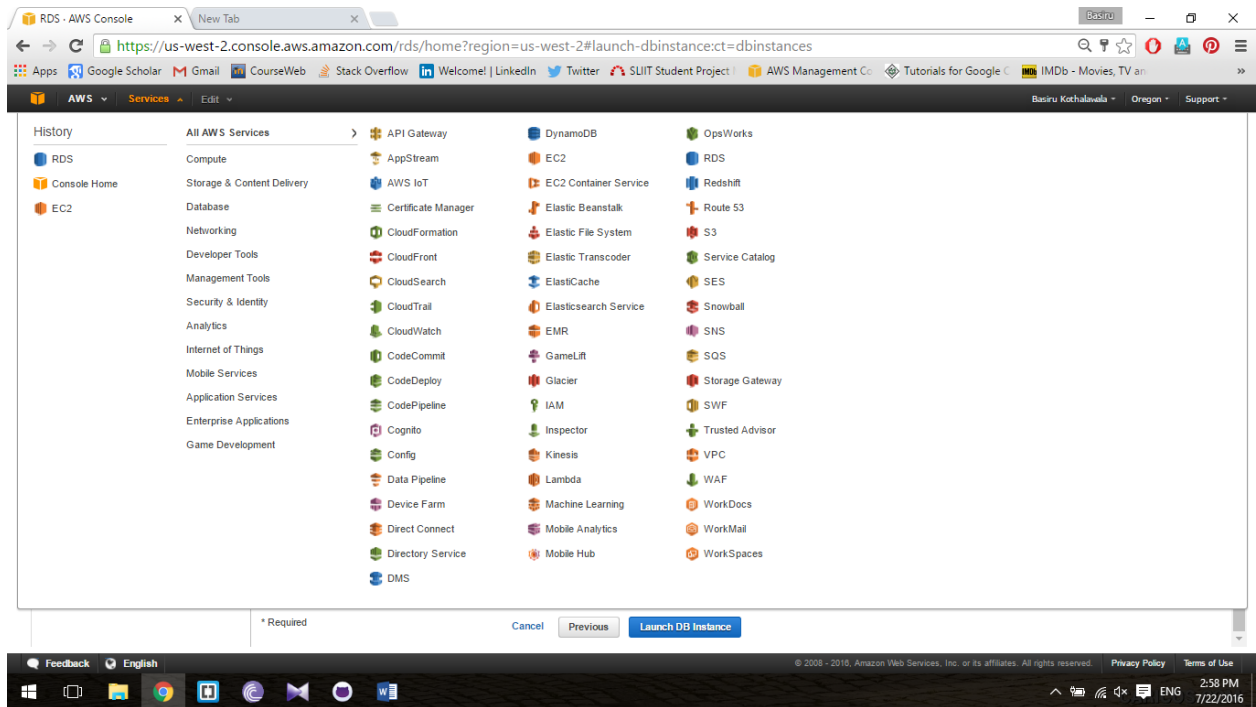 RDS · AWS Console
New Tab
Basiru
https://us-west-2.console.aws.amazon.com/rds/home?region=us-west-2#launch-dbinstance:ct=dbinstances
Apps Google Scholar Gmail CourseWeb Stack Overflow Welcome! | LinkedIn Twitter SLIIT Student Project AWS Management Co Tutorials for Google C IMDb - Movies, TV an »
AWS Services Edit Basiru Kothalawala Oregon Support
History
RDS
Console Home
EC2
All AWS Services
Compute
Storage & Content Delivery
Database
Networking
Developer Tools
Management Tools
Security & Identity
Analytics
Internet of Things
Mobile Services
Application Services
Enterprise Applications
Game Development
API Gateway
AppStream
AWS IoT
Certificate Manager
CloudFormation
CloudFront
CloudSearch
CloudTrail
CloudWatch
CodeCommit
CodeDeploy
CodePipeline
Cognito
Config
Data Pipeline
Device Farm
Direct Connect
Directory Service
DMS
DynamoDB
EC2
EC2 Container Service
Elastic Beanstalk
Elastic File System
Elastic Transcoder
ElastiCache
Elasticsearch Service
EMR
GameLift
Glacier
IAM
Inspector
Kinesis
Lambda
Machine Learning
Mobile Analytics
Mobile Hub
OpsWorks
RDS
Redshift
Route 53
S3
Service Catalog
SES
Snowball
SNS
SQS
Storage Gateway
SWF
Trusted Advisor
VPC
WAF
WorkDocs
WorkMail
WorkSpaces
* Required Cancel Previous Launch DB Instance
Feedback English © 2008 - 2016, Amazon Web Services, Inc. or its affiliates. All rights reserved. Privacy Policy Terms of Use
ENG
2:58 PM
7/22/2016